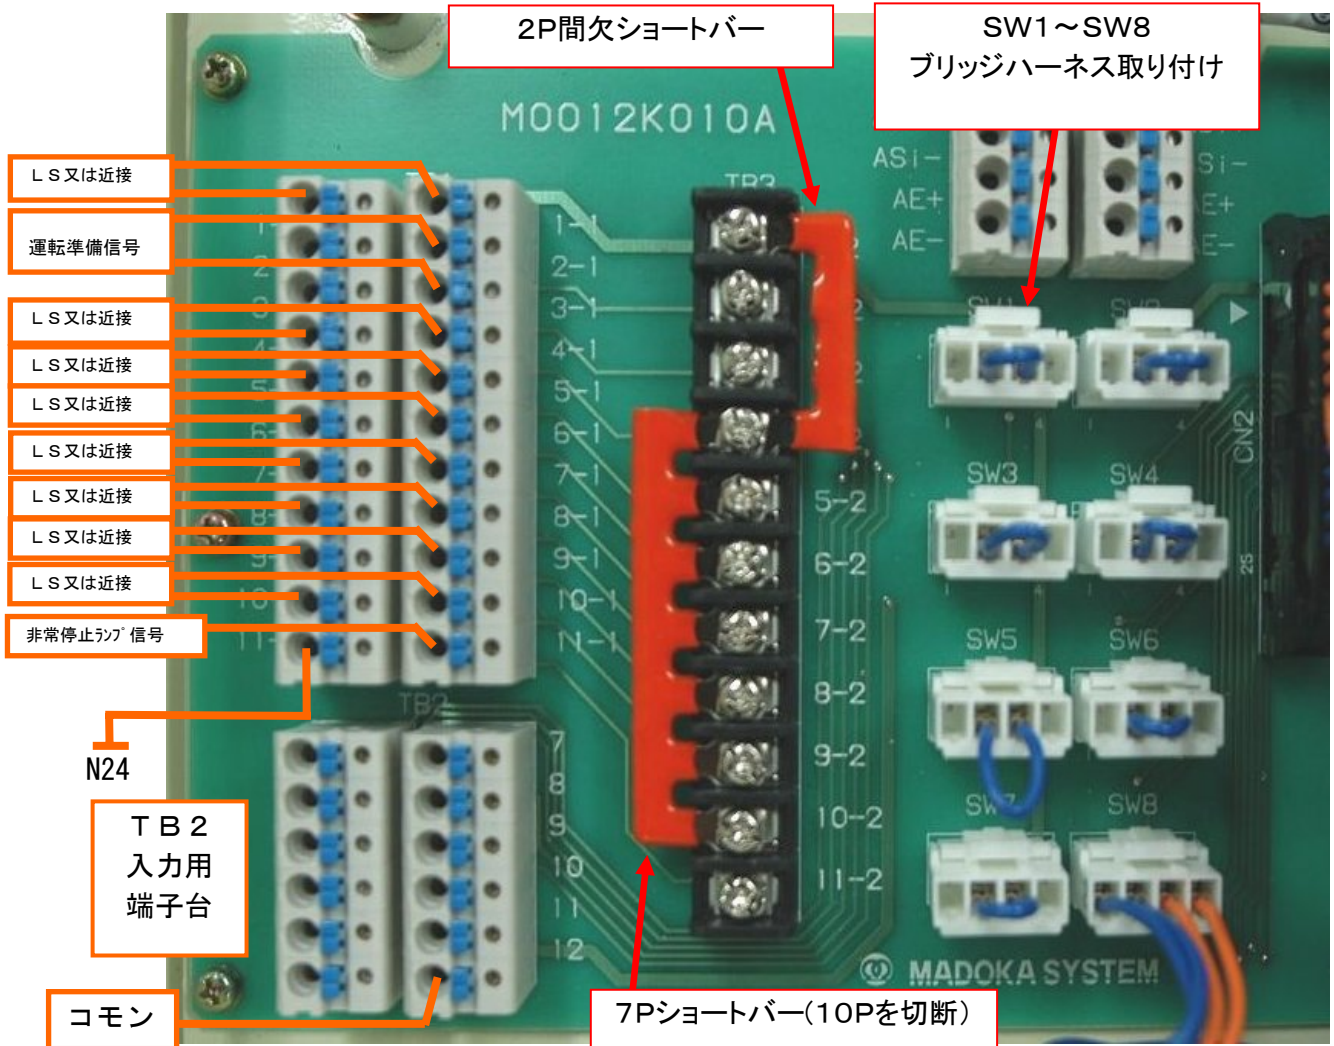 2P間欠ショートバー
SW1～SW8
ブリッジハーネス取り付け
M0012K010A
ASi-
AE+
AE-
Si-
E+
E-
TB3
ＬＳ又は近接
運転準備信号
ＬＳ又は近接
ＬＳ又は近接
ＬＳ又は近接
ＬＳ又は近接
ＬＳ又は近接
ＬＳ又は近接
ＬＳ又は近接
非常停止ﾗﾝﾌﾟ信号
N24
ＴＢ２
入力用
端子台
コモン
1-1
2-1
3-1
4-1
5-1
6-1
7-1
8-1
9-1
10-1
11-1
TB2
7
8
9
10
11
12
5-2
6-2
7-2
8-2
9-2
10-2
11-2
SW1
SW3
SW4
SW5
SW6
SW7
SW8
CN2
MADOKA SYSTEM
7Pショートバー(10Pを切断)